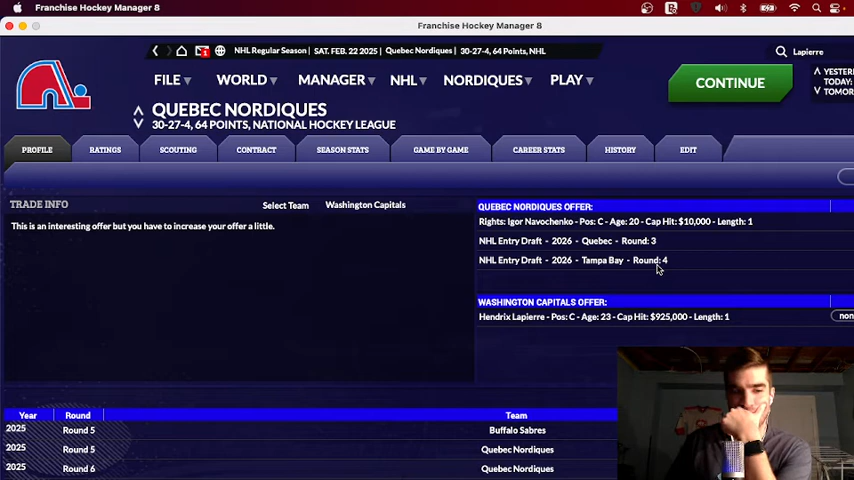 Franchise Hockey Manager 8
Franchise Hockey Manager 8
NHL Regular Season | SAT. FEB. 22 2025 | Quebec Nordiques | 30-27-4, 64 Points, NHL
Lapierre
FILE WORLD MANAGER NHL NORDIQUES PLAY
CONTINUE
YESTER
TODAY:
TOMOR
QUEBEC NORDIQUES
30-27-4, 64 POINTS, NATIONAL HOCKEY LEAGUE
PROFILE RATINGS SCOUTING CONTRACT SEASON STATS GAME BY GAME CAREER STATS HISTORY EDIT
TRADE INFO Select Team Washington Capitals
This is an interesting offer but you have to increase your offer a little.
QUEBEC NORDIQUES OFFER:
Rights: Igor Navochenko - Pos: C - Age: 20 - Cap Hit: $10,000 - Length: 1
NHL Entry Draft - 2026 - Quebec - Round: 3
NHL Entry Draft - 2026 - Tampa Bay - Round: 4
WASHINGTON CAPITALS OFFER:
Hendrix Lapierre - Pos: C - Age: 23 - Cap Hit: $925,000 - Length: 1
non
Year Round Team
2025 Round 5 Buffalo Sabres
2025 Round 5 Quebec Nordiques
2025 Round 6 Quebec Nordiques